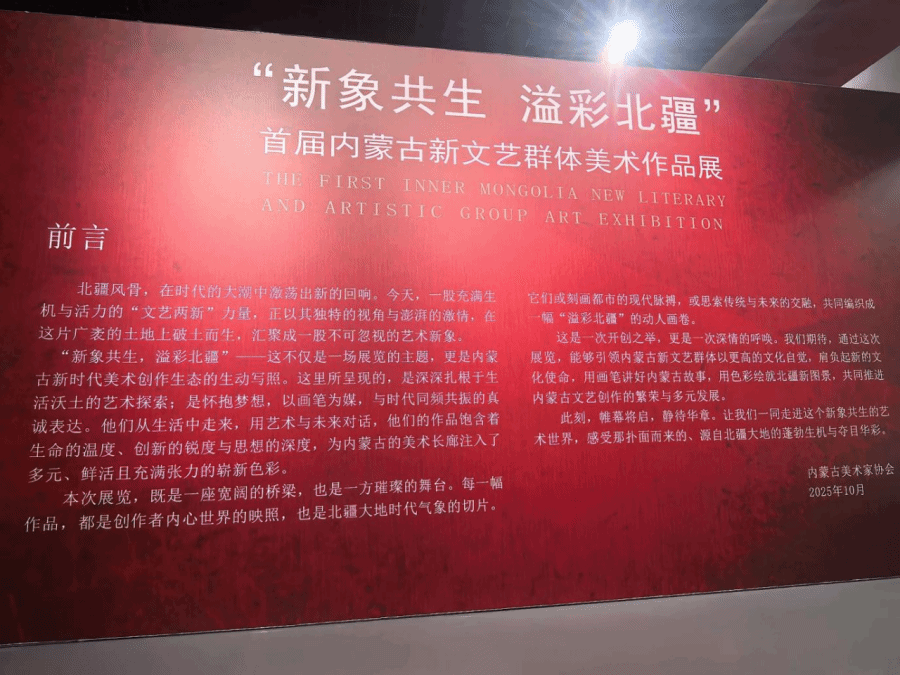 “新象共生 溢彩北疆”
首届内蒙古新文艺群体美术作品展
THE FIRST INNER MONGOLIA NEW LITERARY
AND ARTISTIC GROUP ART EXHIBITION
前言
北疆风骨，在时代的大潮中激荡出新的回响。今天，一股充满生
机与活力的“文艺两新”力量，正以其独特的视角与澎湃的激情，在
这片广袤的土地上破土而生，汇聚成一股不可忽视的艺术新象。
“新象共生，溢彩北疆”——这不仅是一场展览的主题，更是内蒙
古新时代美术创作生态的生动写照。这里所呈现的，是深深扎根于生
活沃土的艺术探索；是怀抱梦想，以画笔为媒，与时代同频共振的真
诚表达。他们从生活中走来，用艺术与未来对话，他们的作品饱含着
生命的温度、创新的锐度与思想的深度，为内蒙古的美术长廊注入了
多元、鲜活且充满张力的崭新色彩。
本次展览，既是一座宽阔的桥梁，也是一方璀璨的舞台。每一幅
作品，都是创作者内心世界的映照，也是北疆大地时代气象的切片。
它们或刻画都市的现代脉搏，或思索传统与未来的交融，共同编织成
一幅“溢彩北疆”的动人画卷。
这是一次开创之举，更是一次深情的呼唤。我们期待，通过这次
展览，能够引领内蒙古新文艺群体以更高的文化自觉，肩负起新的文
化使命，用画笔讲好内蒙古故事，用色彩绘就北疆新图景，共同推进
内蒙古文艺创作的繁荣与多元发展。
此刻，帷幕将启，静待华章。让我们一同走进这个新象共生的艺
术世界，感受那扑面而来的、源自北疆大地的蓬勃生机与夺目华彩。
内蒙古美术家协会
2025年10月